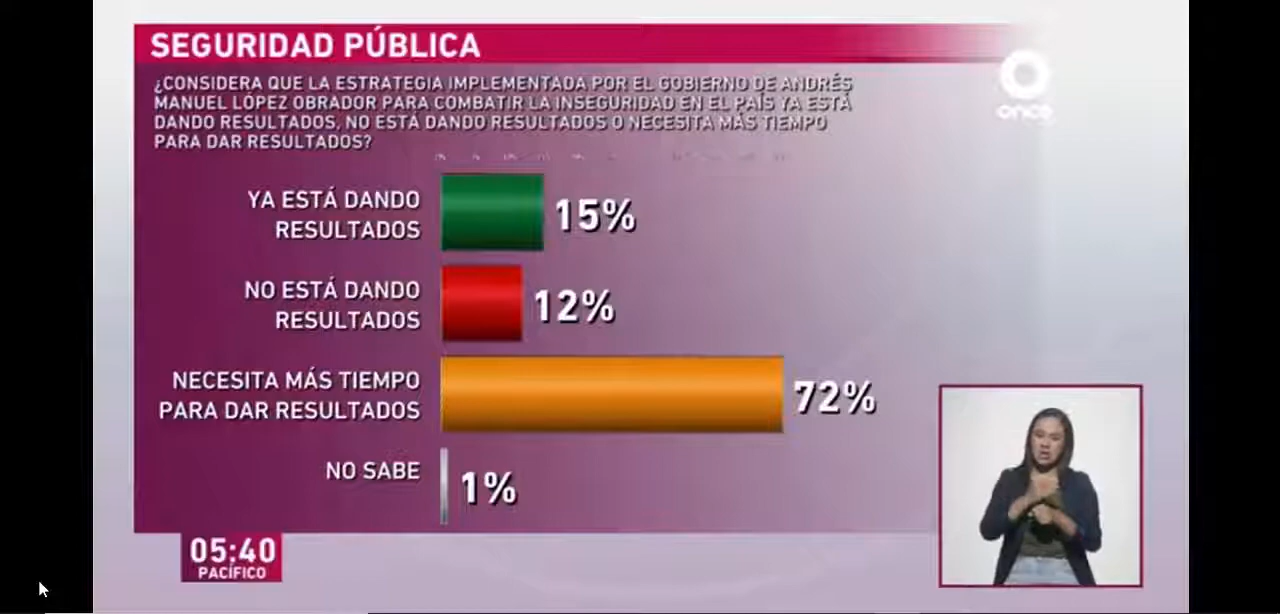 SEGURIDAD PÚBLICA
¿CONSIDERA QUE LA ESTRATEGIA IMPLEMENTADA POR EL GOBIERNO DE ANDRÉS
MANUEL LÓPEZ OBRADOR PARA COMBATIR LA INSEGURIDAD EN EL PAÍS YA ESTÁ
DANDO RESULTADOS, NO ESTÁ DANDO RESULTADOS O NECESITA MÁS TIEMPO
PARA DAR RESULTADOS?
once
YA ESTÁ DANDO
RESULTADOS
15%
NO ESTÁ DANDO
RESULTADOS
12%
NECESITA MÁS TIEMPO
PARA DAR RESULTADOS
72%
NO SABE
1%
05:40
PACÍFICO